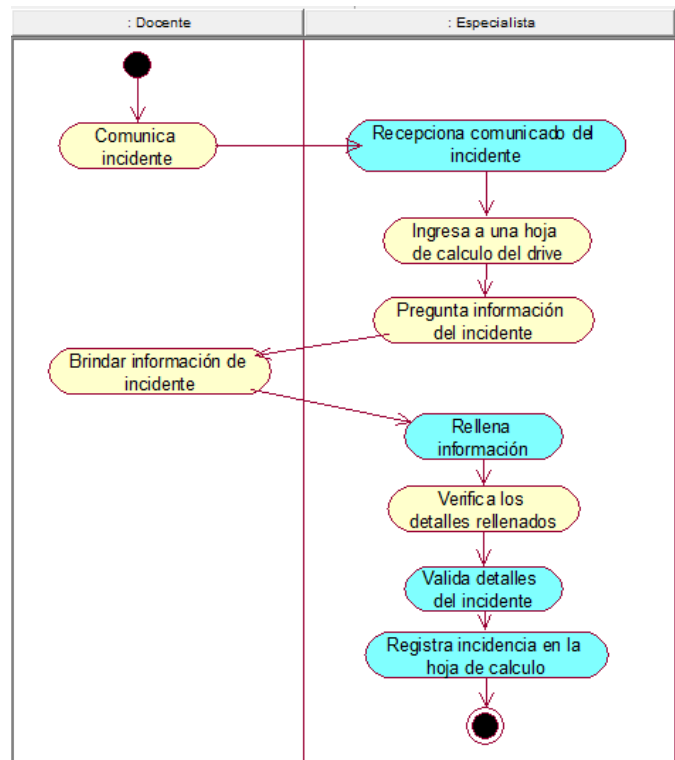 : Docente
: Especialista
Comunica
incidente
Recepciona comunicado del
incidente
Ingresa a una hoja
de calculo del drive
Pregunta información
del incidente
Brindar información de
incidente
Rellena
información
Verifica los
detalles rellenados
Valida detalles
del incidente
Registra incidencia en la
hoja de calculo